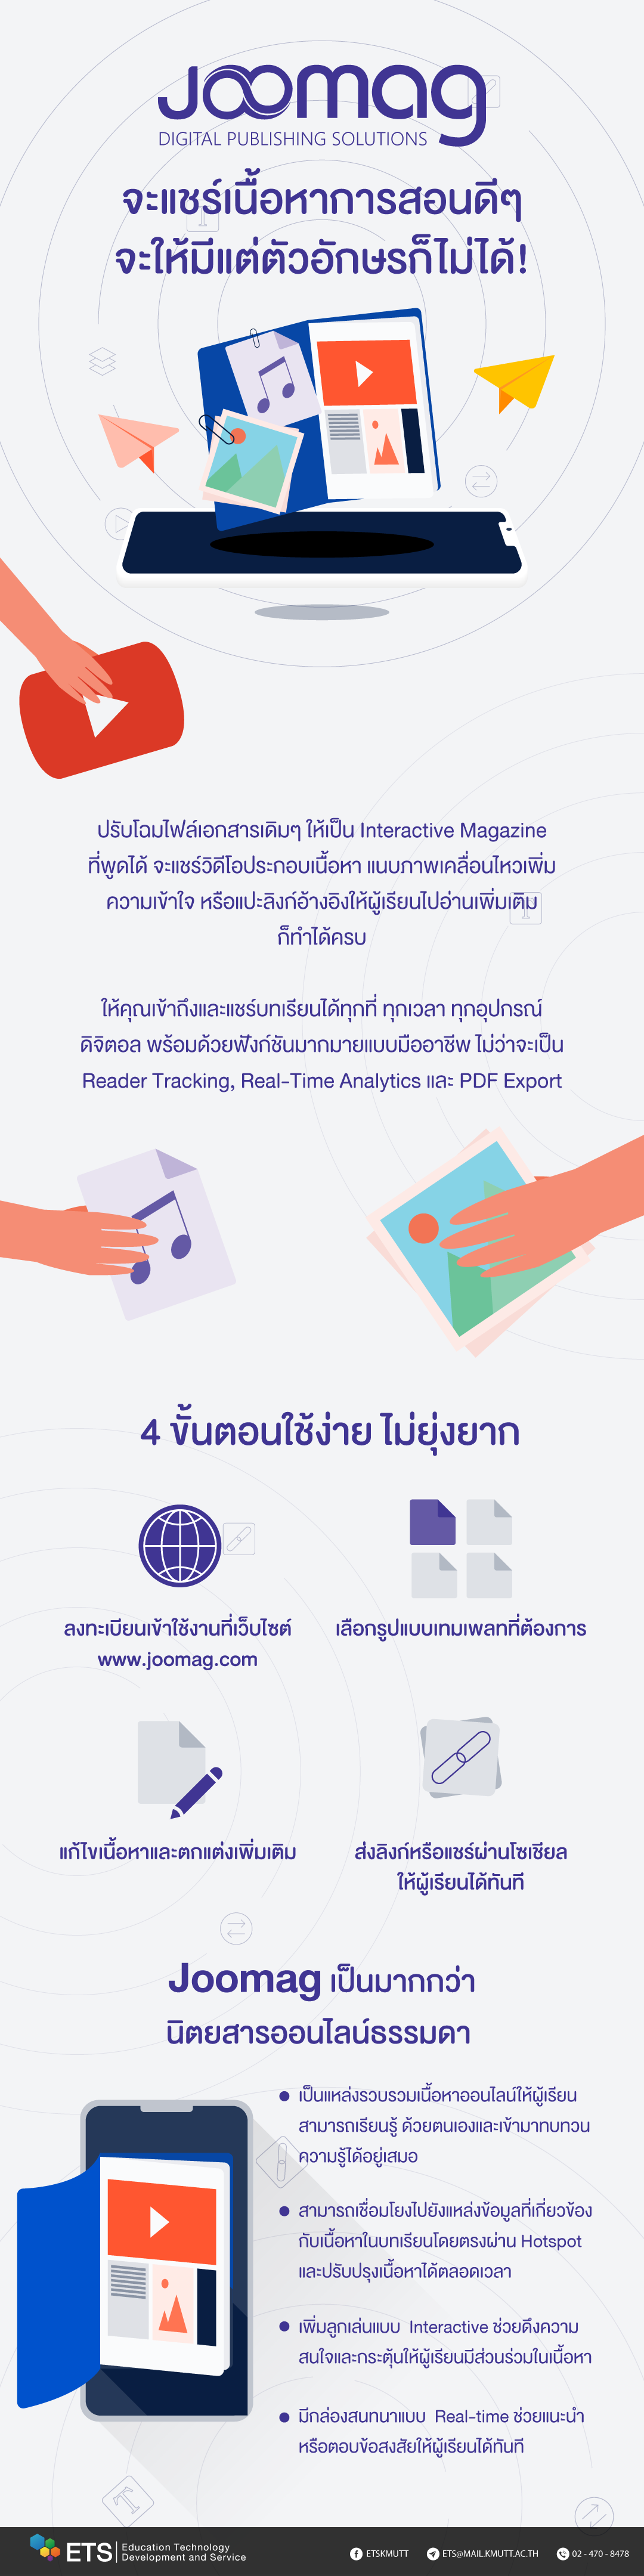 Joomag
DIGITAL PUBLISHING SOLUTIONS
จะแชร์เนื้อหาการสอนดีๆ
จะให้มีแต่ตัวอักษรก็ไม่ได้!
ปรับโฉมไฟล์เอกสารเดิมๆ ให้เป็น Interactive Magazine
ที่พูดได้ จะแชร์วิดีโอประกอบเนื้อหา แนบภาพเคลื่อนไหวเพิ่ม
ความเข้าใจ หรือแปะลิงก์อ้างอิงให้ผู้เรียนไปอ่านเพิ่มเติม
ก็ทำได้ครบ
ให้คุณเข้าถึงและแชร์บทเรียนได้ทุกที่ ทุกเวลา ทุกอุปกรณ์
ดิจิตอล พร้อมด้วยฟังก์ชันมากมายแบบมืออาชีพ ไม่ว่าจะเป็น
Reader Tracking, Real-Time Analytics และ PDF Export
4 ขั้นตอนใช้ง่าย ไม่ยุ่งยาก
ลงทะเบียนเข้าใช้งานที่เว็บไซต์
www.joomag.com
เลือกรูปแบบเทมเพลทที่ต้องการ
แก้ไขเนื้อหาและตกแต่งเพิ่มเติม
ส่งลิงก์หรือแชร์ผ่านโซเชียล
ให้ผู้เรียนได้ทันที
Joomag เป็นมากกว่า
นิตยสารออนไลน์ธรรมดา
● เป็นแหล่งรวบรวมเนื้อหาออนไลน์ให้ผู้เรียน
สามารถเรียนรู้ ด้วยตนเองและเข้ามาทบทวน
ความรู้ได้อยู่เสมอ
● สามารถเชื่อมโยงไปยังแหล่งข้อมูลที่เกี่ยวข้อง
กับเนื้อหาในบทเรียนโดยตรงผ่าน Hotspot
และปรับปรุงเนื้อหาได้ตลอดเวลา
● เพิ่มลูกเล่นแบบ Interactive ช่วยดึงความ
สนใจและกระตุ้นให้ผู้เรียนมีส่วนร่วมในเนื้อหา
● มีกล่องสนทนาแบบ Real-time ช่วยแนะนำ
หรือตอบข้อสงสัยให้ผู้เรียนได้ทันที
ETS Education Technology
Development and Service
ETSKMUTT
ETS@MAIL.KMUTT.AC.TH
02 - 470 - 8478